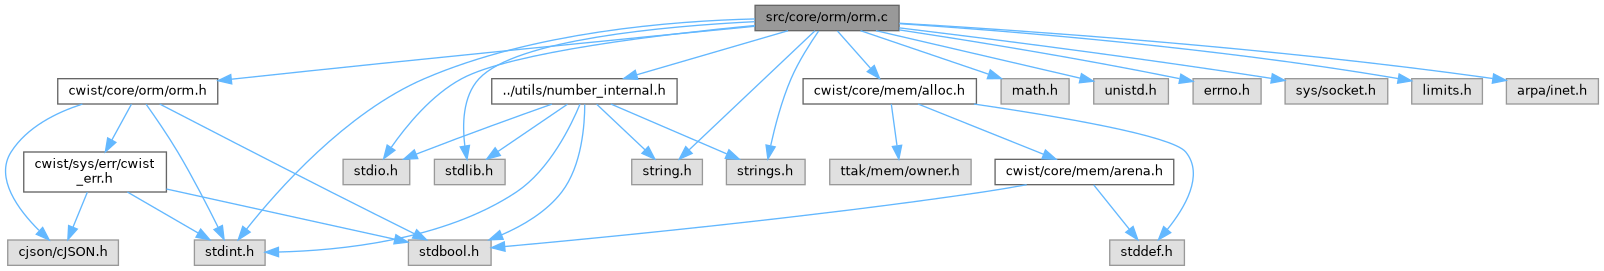 src/core/orm/orm.c
cwist/core/orm/orm.h
../utils/number_internal.h
cwist/core/mem/alloc.h
math.h
unistd.h
errno.h
sys/socket.h
limits.h
arpa/inet.h
cwist/sys/err/cwist
_err.h
stdio.h
stdlib.h
string.h
strings.h
ttak/mem/owner.h
cwist/core/mem/arena.h
cjson/cJSON.h
stdint.h
stdbool.h
stddef.h